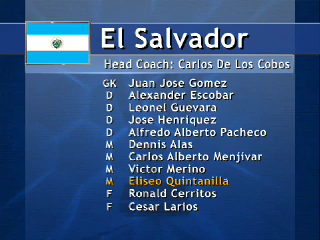 El Salvador
Head Coach: Carlos De Los Cobos
GK Juan Jose Gomez
D Alexander Escobar
D Leonel Guevara
D Jose Henriquez
D Alfredo Alberto Pacheco
M Dennis Alas
M Carlos Alberto Menjivar
M Victor Merino
M Eliseo Quintanilla
F Ronald Cerritos
F Cesar Larios